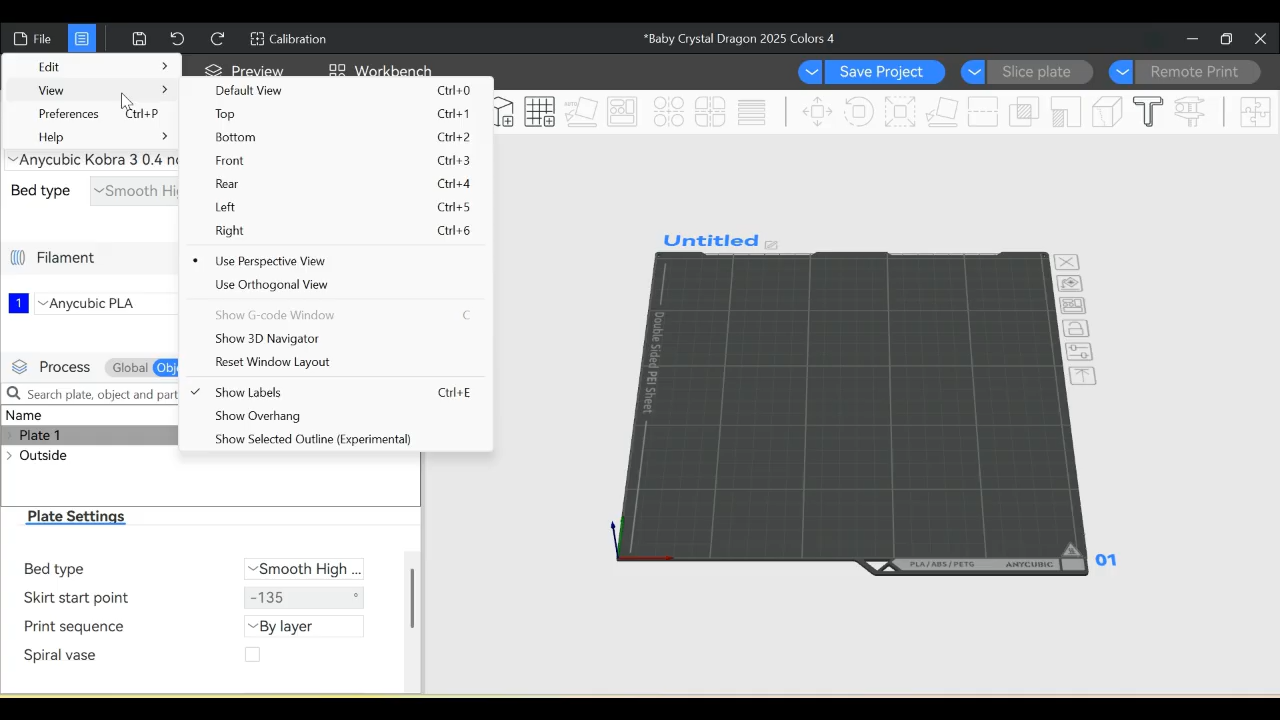 File
Calibration
*Baby Crystal Dragon 2025 Colors 4
Edit
View
Preferences Ctrl+P
Help
Preview
Workbench
Save Project
Slice plate
Remote Print
Default View Ctrl+0
Top Ctrl+1
Bottom Ctrl+2
Front Ctrl+3
Rear Ctrl+4
Left Ctrl+5
Right Ctrl+6
Use Perspective View
Use Orthogonal View
Show G-code Window C
Show 3D Navigator
Reset Window Layout
Show Labels Ctrl+E
Show Overhang
Show Selected Outline (Experimental)
Anycubic Kobra 3 0.4
Bed type Smooth
Filament
1 Anycubic PLA
Process Global
Search plate, object and part
Name
Plate 1
Outside
Plate Settings
Bed type Smooth High ...
Skirt start point -135 °
Print sequence By layer
Spiral vase
Untitled
Double Sided PEI Sheet
PLA/ABS/PETG ANYCUBIC
01